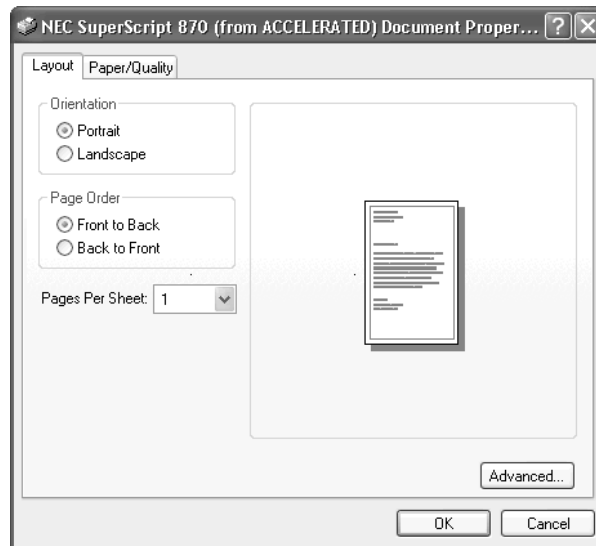 NEC SuperScript 870 (from ACCELERATED) Document Proper...
Layout
Paper/Quality
Orientation
Portrait
Landscape
Page Order
Front to Back
Back to Front
Pages Per Sheet: 1
Advanced...
OK
Cancel